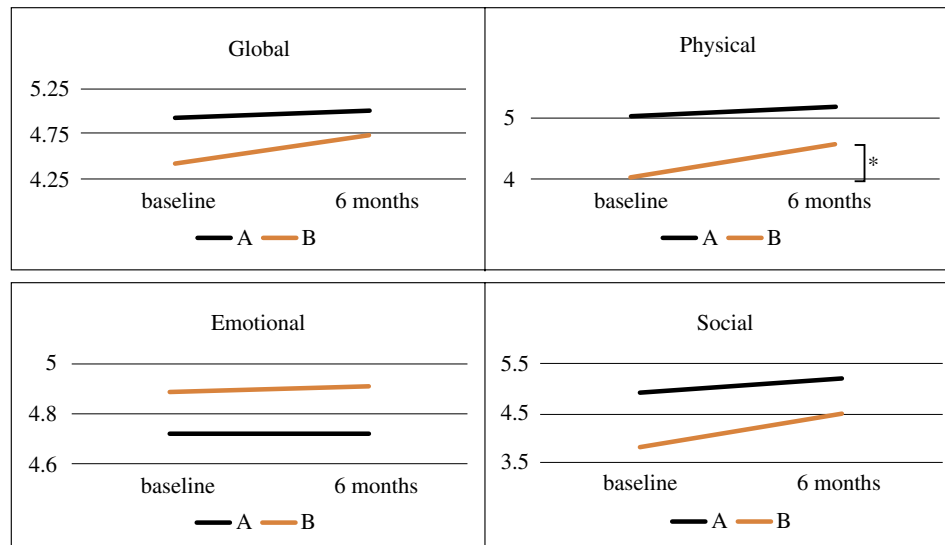 Global
5.25
4.75
4.25
baseline 6 months
A B
Physical
5
4
*
baseline 6 months
A B
Emotional
5
4.8
4.6
baseline 6 months
A B
Social
5.5
4.5
3.5
baseline 6 months
A B